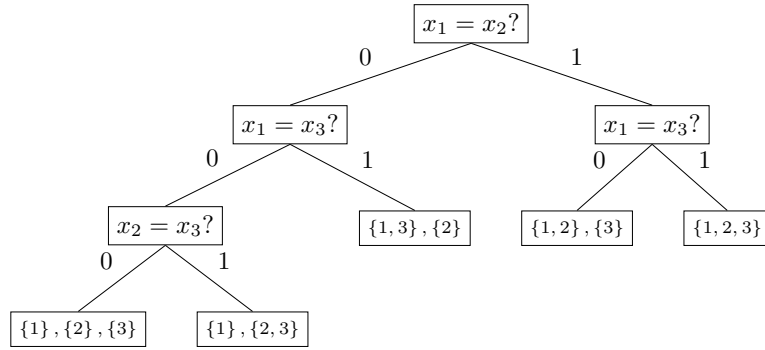 x₁ = x₂?
0 1
x₁ = x₃? x₁ = x₃?
0 1 0 1
x₂ = x₃? {1, 3} , {2} {1, 2} , {3} {1, 2, 3}
0 1
{1} , {2} , {3} {1} , {2, 3}